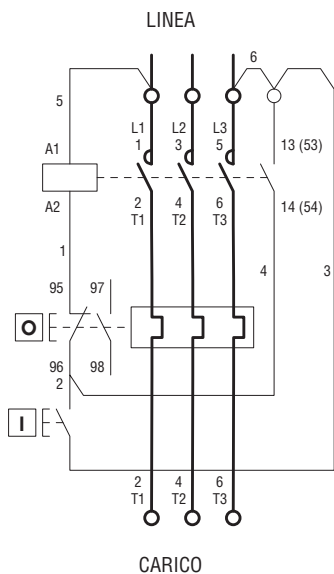 LINEA
6
5
L1 L2 L3
1 3 5
13 (53)
A1
A2
2 4 6
T1 T2 T3
14 (54)
1
4
3
95 97
O
96 98
2
I
2 4 6
T1 T2 T3
CARICO